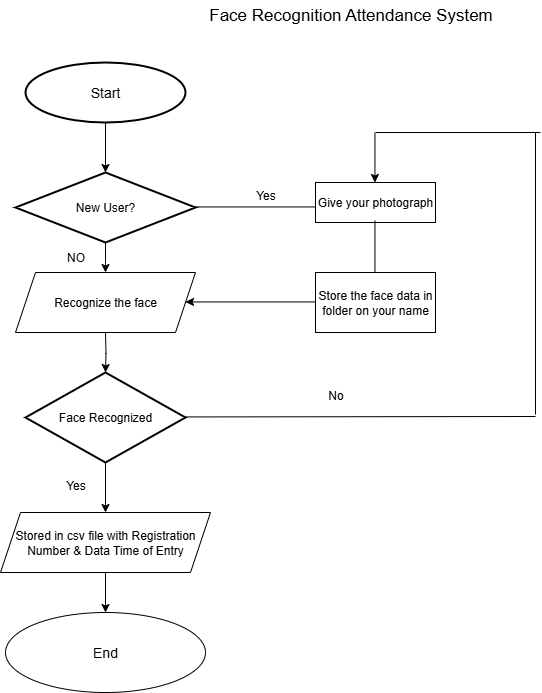 Face Recognition Attendance System
Start
New User?
Yes
Give your photograph
NO
Recognize the face
Store the face data in
folder on your name
Face Recognized
No
Yes
Stored in csv file with Registration
Number & Data Time of Entry
End